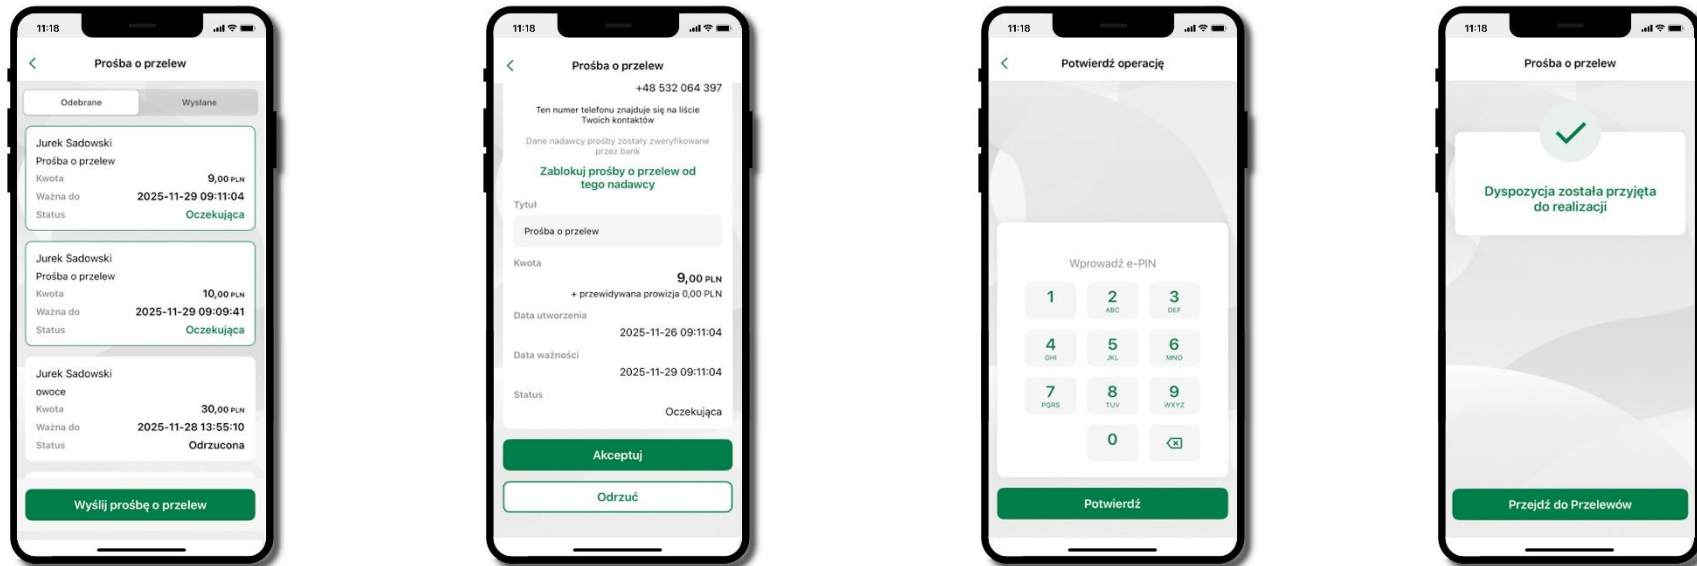 11:18
Prośba o przelew
Odebrane Wysłane
Jurek Sadowski
Prośba o przelew
Kwota 9,00 PLN
Ważna do 2025-11-29 09:11:04
Status Oczekująca
Jurek Sadowski
Prośba o przelew
Kwota 10,00 PLN
Ważna do 2025-11-29 09:09:41
Status Oczekująca
Jurek Sadowski
owoce
Kwota 30,00 PLN
Ważna do 2025-11-28 13:55:10
Status Odrzucona
Wyślij prośbę o przelew
11:18
Prośba o przelew
+48 532 064 397
Ten numer telefonu znajduje się na liście
Twoich kontaktów
Dane nadawcy prośby zostały zweryfikowane
przez bank
Zablokuj prośby o przelew od
tego nadawcy
Tytuł
Prośba o przelew
Kwota
9,00 PLN
+ przewidywana prowizja 0,00 PLN
Data utworzenia
2025-11-26 09:11:04
Data ważności
2025-11-29 09:11:04
Status
Oczekująca
Akceptuj
Odrzuć
11:18
Potwierdź operację
Wprowadź e-PIN
1 2 3
ABC DEF
4 5 6
GHI JKL MNO
7 8 9
PQRS TUV WXYZ
0
Potwierdź
11:18
Prośba o przelew
Dyspozycja została przyjęta
do realizacji
Przejdź do Przelewów